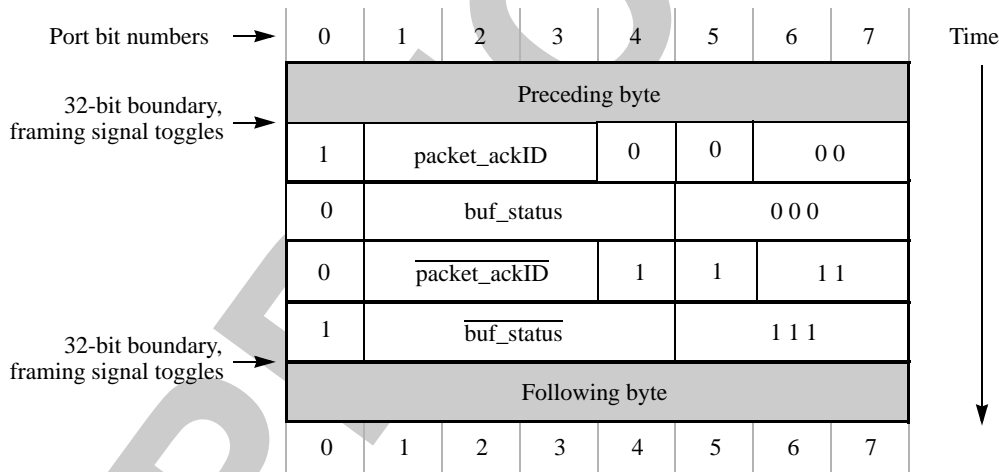 Port bit numbers 0 1 2 3 4 5 6 7 Time
Preceding byte
32-bit boundary,
framing signal toggles
1 packet_ackID 0 0 0 0
0 buf_status 0 0 0
0 packet_ackID 1 1 1 1
1 buf_status 1 1 1
32-bit boundary,
framing signal toggles
Following byte
0 1 2 3 4 5 6 7